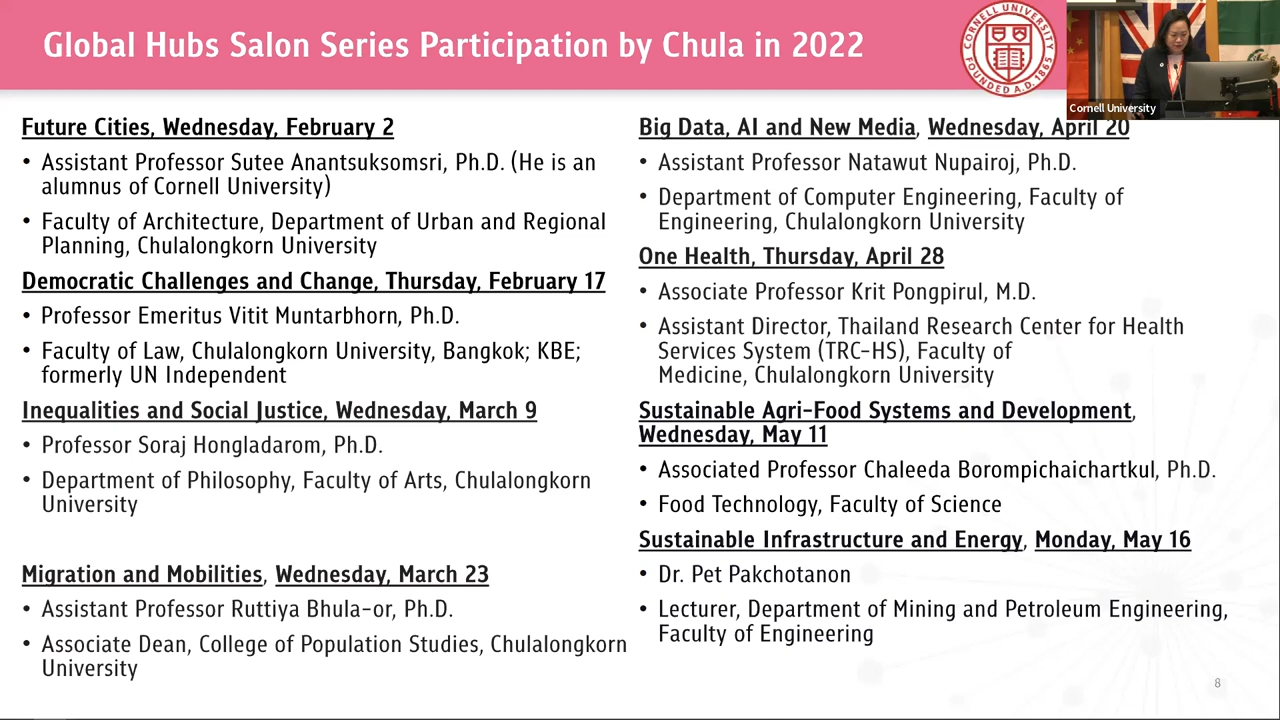 Global Hubs Salon Series Participation by Chula in 2022
CORNELL UNIVERSITY
FOUNDED A.D. 1865
Cornell University
Future Cities, Wednesday, February 2
• Assistant Professor Sutee Anantsuksomsri, Ph.D. (He is an
alumnus of Cornell University)
• Faculty of Architecture, Department of Urban and Regional
Planning, Chulalongkorn University
Democratic Challenges and Change, Thursday, February 17
• Professor Emeritus Vitit Muntarbhorn, Ph.D.
• Faculty of Law, Chulalongkorn University, Bangkok; KBE;
formerly UN Independent
Inequalities and Social Justice, Wednesday, March 9
• Professor Soraj Hongladarom, Ph.D.
• Department of Philosophy, Faculty of Arts, Chulalongkorn
University
Migration and Mobilities, Wednesday, March 23
• Assistant Professor Ruttiya Bhula-or, Ph.D.
• Associate Dean, College of Population Studies, Chulalongkorn
University
Big Data, AI and New Media, Wednesday, April 20
• Assistant Professor Natawut Nupairoj, Ph.D.
• Department of Computer Engineering, Faculty of
Engineering, Chulalongkorn University
One Health, Thursday, April 28
• Associate Professor Krit Pongpirul, M.D.
• Assistant Director, Thailand Research Center for Health
Services System (TRC-HS), Faculty of
Medicine, Chulalongkorn University
Sustainable Agri-Food Systems and Development,
Wednesday, May 11
• Associated Professor Chaleeda Borompichaichartkul, Ph.D.
• Food Technology, Faculty of Science
Sustainable Infrastructure and Energy, Monday, May 16
• Dr. Pet Pakchotanon
• Lecturer, Department of Mining and Petroleum Engineering,
Faculty of Engineering
8